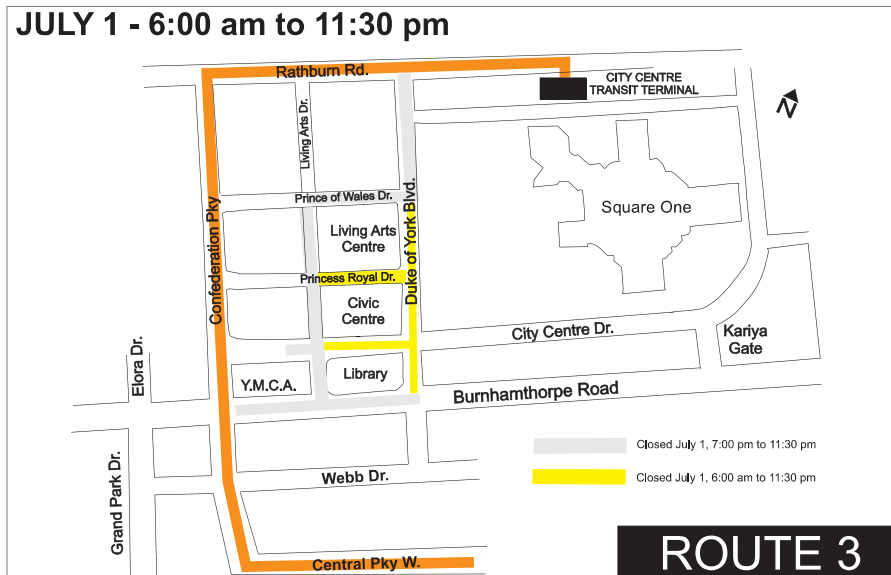 JULY 1 - 6:00 am to 11:30 pm
Rathburn Rd.
CITY CENTRE
TRANSIT TERMINAL
N
Living Arts Dr.
Prince of Wales Dr.
Duke of York Blvd.
Confederation Pky
Square One
Living Arts
Centre
Princess Royal Dr.
Civic
Centre
City Centre Dr.
Kariya
Gate
Elora Dr.
Y.M.C.A.
Library
Burnhamthorpe Road
Closed July 1, 7:00 pm to 11:30 pm
Closed July 1, 6:00 am to 11:30 pm
Webb Dr.
Grand Park Dr.
Central Pky W.
ROUTE 3